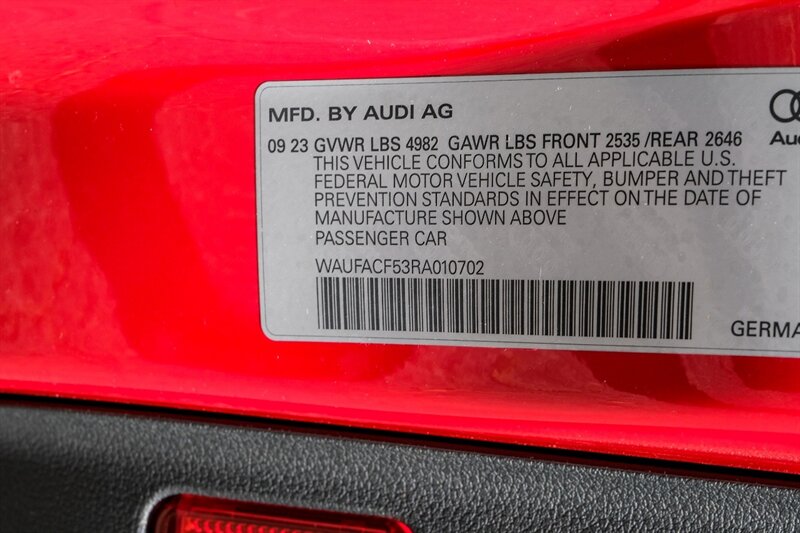 MFD. BY AUDI AG
09 23 GVWR LBS 4982 GAWR LBS FRONT 2535 /REAR 2646
THIS VEHICLE CONFORMS TO ALL APPLICABLE U.S.
FEDERAL MOTOR VEHICLE SAFETY, BUMPER AND THEFT
PREVENTION STANDARDS IN EFFECT ON THE DATE OF
MANUFACTURE SHOWN ABOVE
PASSENGER CAR
WAUFACF53RA010702
Aud
GERMA